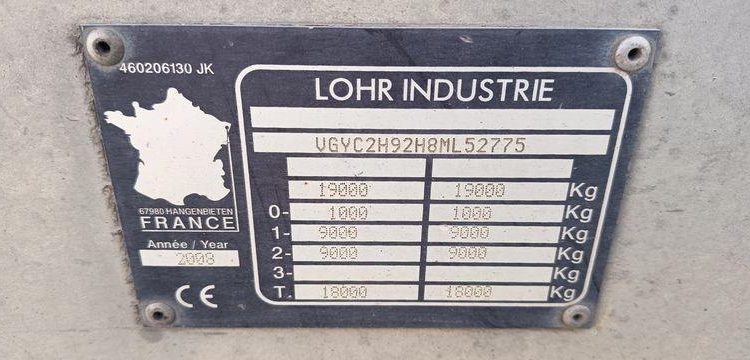 460206130 JK
LOHR INDUSTRIE
VGYC2H92H8ML52775
19000 19000 Kg
0- 1000 1000 Kg
1- 9000 9000 Kg
2- 9000 9000 Kg
3- Kg
T. 18000 18000 Kg
67980 HANGENBIETEN
FRANCE
Année / Year
2008
CE